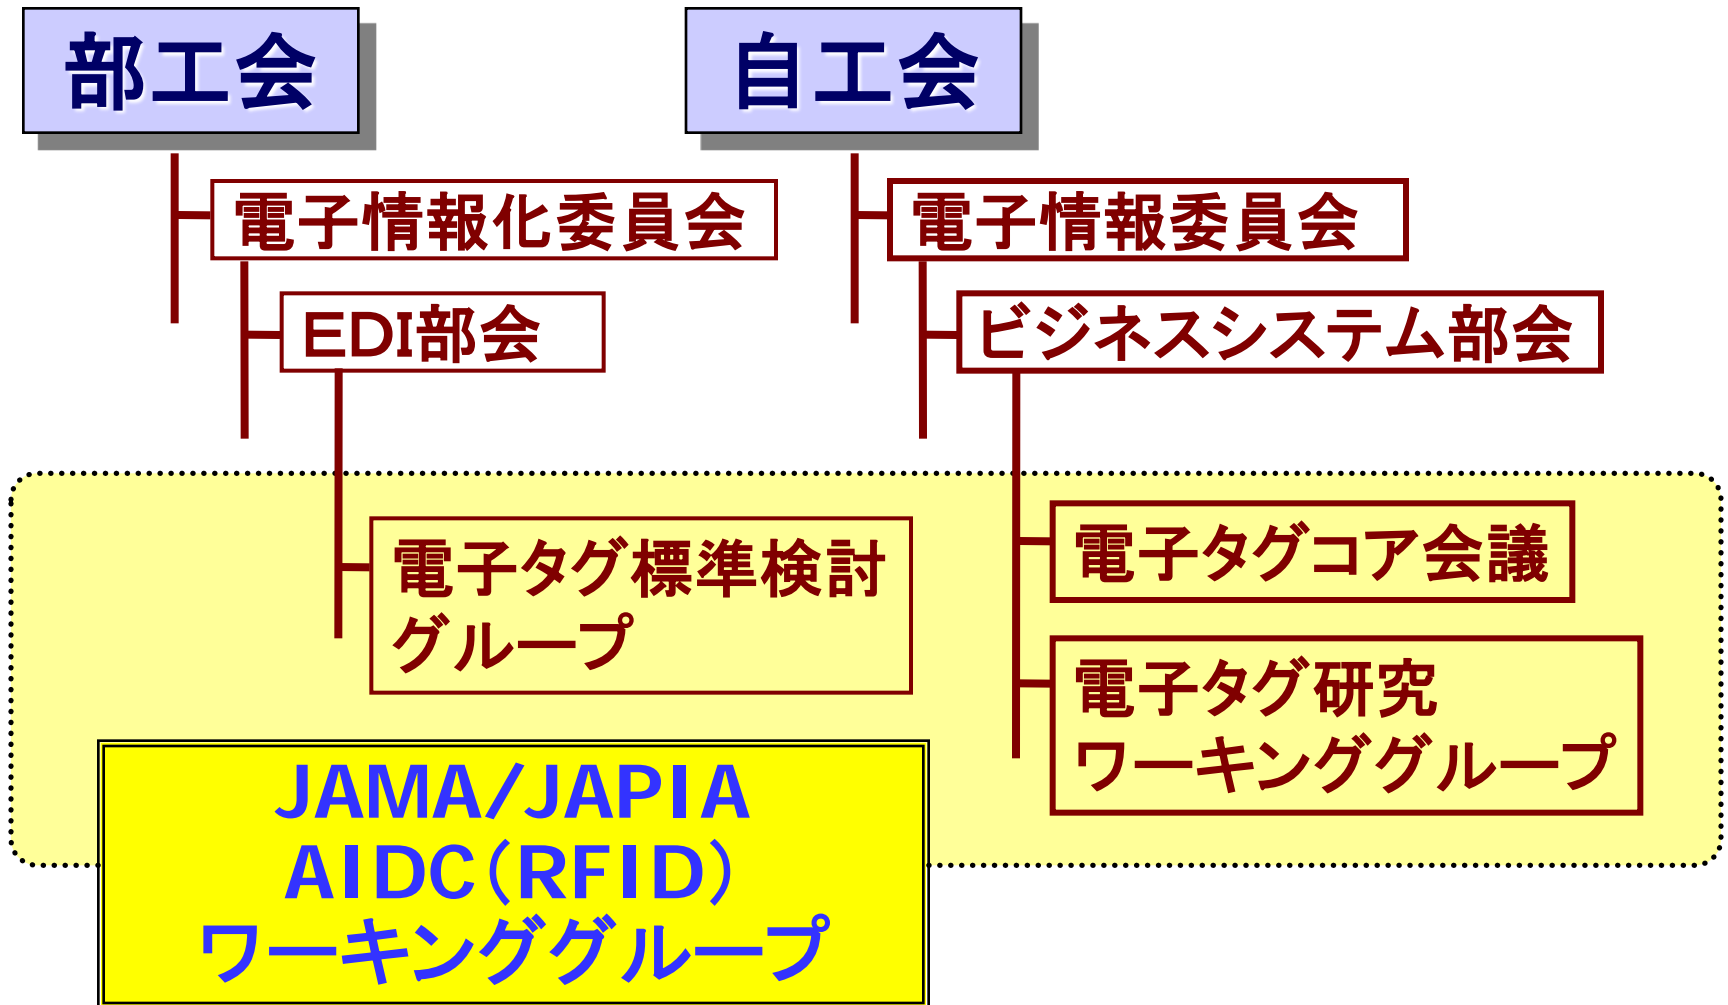 部工会
電子情報化委員会
EDI部会
電子タグ標準検討
グループ
自工会
電子情報委員会
ビジネスシステム部会
電子タグコア会議
電子タグ研究
ワーキンググループ
JAMA/JAPIA
AIDC(RFID)
ワーキンググループ